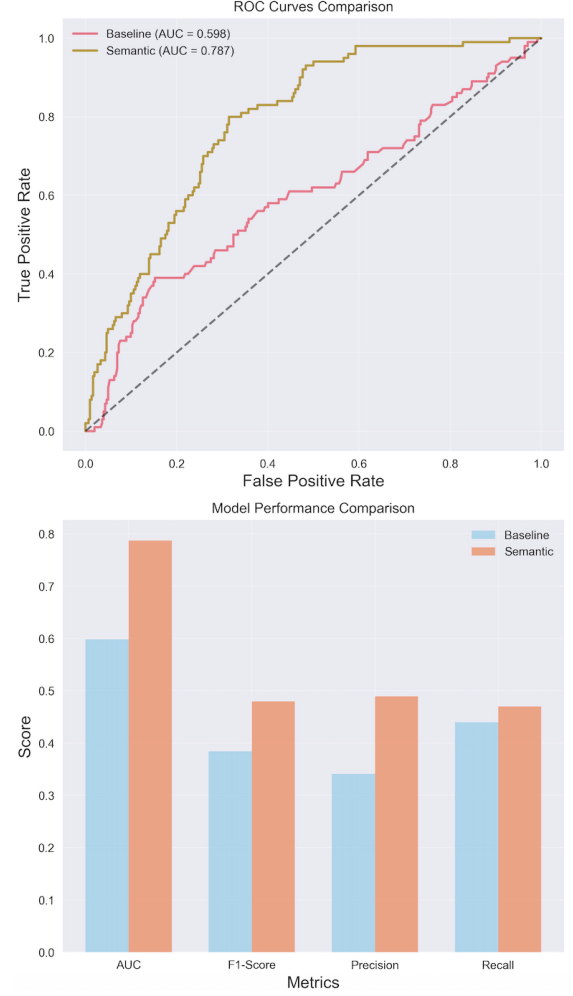 ROC Curves Comparison
1.0
Baseline (AUC = 0.598)
Semantic (AUC = 0.787)
0.8
0.6
0.4
0.2
0.0
True Positive Rate
0.0 0.2 0.4 0.6 0.8 1.0
False Positive Rate
Model Performance Comparison
0.8
Baseline
Semantic
0.7
0.6
0.5
0.4
0.3
0.2
0.1
0.0
Score
AUC F1-Score Precision Recall
Metrics